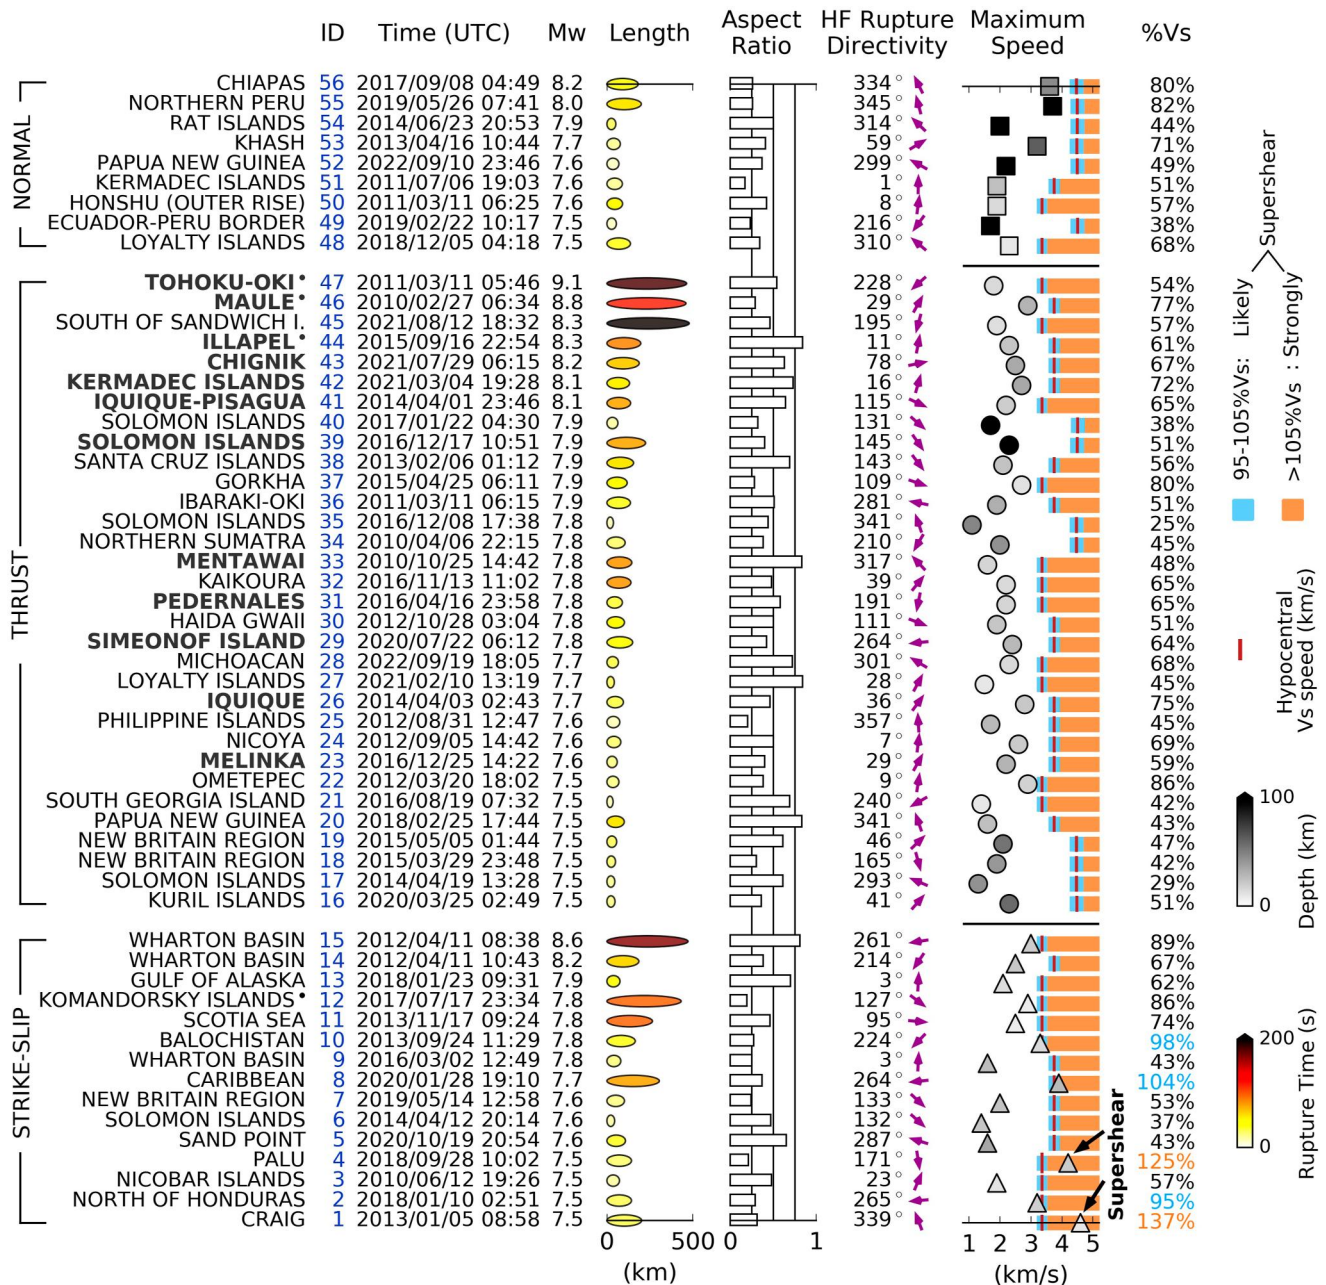 ID Time (UTC) Mw Length Aspect Ratio HF Rupture Directivity Maximum Speed %Vs
NORMAL
CHIAPAS 56 2017/09/08 04:49 8.2 334° 80%
NORTHERN PERU 55 2019/05/26 07:41 8.0 345° 82%
RAT ISLANDS 54 2014/06/23 20:53 7.9 314° 44%
KHASH 53 2013/04/16 10:44 7.7 59° 71%
PAPUA NEW GUINEA 52 2022/09/10 23:46 7.6 299° 49%
KERMADEC ISLANDS 51 2011/07/06 19:03 7.6 1° 51%
HONSHU (OUTER RISE) 50 2011/03/11 06:25 7.6 8° 57%
ECUADOR-PERU BORDER 49 2019/02/22 10:17 7.5 216° 38%
LOYALTY ISLANDS 48 2018/12/05 04:18 7.5 310° 68%
THRUST
TOHOKU-OKI• 47 2011/03/11 05:46 9.1 228° 54%
MAULE• 46 2010/02/27 06:34 8.8 29° 77%
SOUTH OF SANDWICH I. 45 2021/08/12 18:32 8.3 195° 57%
ILLAPEL• 44 2015/09/16 22:54 8.3 11° 61%
CHIGNIK 43 2021/07/29 06:15 8.2 78° 67%
KERMADEC ISLANDS 42 2021/03/04 19:28 8.1 16° 72%
IQUIQUE-PISAGUA 41 2014/04/01 23:46 8.1 115° 65%
SOLOMON ISLANDS 40 2017/01/22 04:30 7.9 131° 38%
SOLOMON ISLANDS 39 2016/12/17 10:51 7.9 145° 51%
SANTA CRUZ ISLANDS 38 2013/02/06 01:12 7.9 143° 56%
GORKHA 37 2015/04/25 06:11 7.9 109° 80%
IBARAKI-OKI 36 2011/03/11 06:15 7.9 281° 51%
SOLOMON ISLANDS 35 2016/12/08 17:38 7.8 341° 25%
NORTHERN SUMATRA 34 2010/04/06 22:15 7.8 210° 45%
MENTAWAI 33 2010/10/25 14:42 7.8 317° 48%
KAIKOURA 32 2016/11/13 11:02 7.8 39° 65%
PEDERNALES 31 2016/04/16 23:58 7.8 191° 65%
HAIDA GWAII 30 2012/10/28 03:04 7.8 111° 51%
SIMEONOF ISLAND 29 2020/07/22 06:12 7.8 264° 64%
MICHOACAN 28 2022/09/19 18:05 7.7 301° 68%
LOYALTY ISLANDS 27 2021/02/10 13:19 7.7 28° 45%
IQUIQUE 26 2014/04/03 02:43 7.7 36° 75%
PHILIPPINE ISLANDS 25 2012/08/31 12:47 7.6 357° 45%
NICOYA 24 2012/09/05 14:42 7.6 7° 69%
MELINKA 23 2016/12/25 14:22 7.6 29° 59%
OMETEPEC 22 2012/03/20 18:02 7.5 9° 86%
SOUTH GEORGIA ISLAND 21 2016/08/19 07:32 7.5 240° 42%
PAPUA NEW GUINEA 20 2018/02/25 17:44 7.5 341° 43%
NEW BRITAIN REGION 19 2015/05/05 01:44 7.5 46° 47%
NEW BRITAIN REGION 18 2015/03/29 23:48 7.5 165° 42%
SOLOMON ISLANDS 17 2014/04/19 13:28 7.5 293° 29%
KURIL ISLANDS 16 2020/03/25 02:49 7.5 41° 51%
STRIKE-SLIP
WHARTON BASIN 15 2012/04/11 08:38 8.6 261° 89%
WHARTON BASIN 14 2012/04/11 10:43 8.2 214° 67%
GULF OF ALASKA 13 2018/01/23 09:31 7.9 3° 62%
KOMANDORSKY ISLANDS• 12 2017/07/17 23:34 7.8 127° 86%
SCOTIA SEA 11 2013/11/17 09:24 7.8 95° 74%
BALOCHISTAN 10 2013/09/24 11:29 7.8 224° 98%
WHARTON BASIN 9 2016/03/02 12:49 7.8 3° 43%
CARIBBEAN 8 2020/01/28 19:10 7.7 264° 104%
NEW BRITAIN REGION 7 2019/05/14 12:58 7.6 133° 53%
SOLOMON ISLANDS 6 2014/04/12 20:14 7.6 132° 37%
SAND POINT 5 2020/10/19 20:54 7.6 287° 43%
PALU 4 2018/09/28 10:02 7.5 171° 125%
NICOBAR ISLANDS 3 2010/06/12 19:26 7.5 23° 57%
NORTH OF HONDURAS 2 2018/01/10 02:51 7.5 265° 95%
CRAIG 1 2013/01/05 08:58 7.5 339° 137%
Supershear
0 500 0 1 1 2 3 4 5
(km) (km/s)
95-105%Vs: Likely
>105%Vs : Strongly
Supershear
Hypocentral
Vs speed (km/s)
100
0
Depth (km)
200
0
Rupture Time (s)